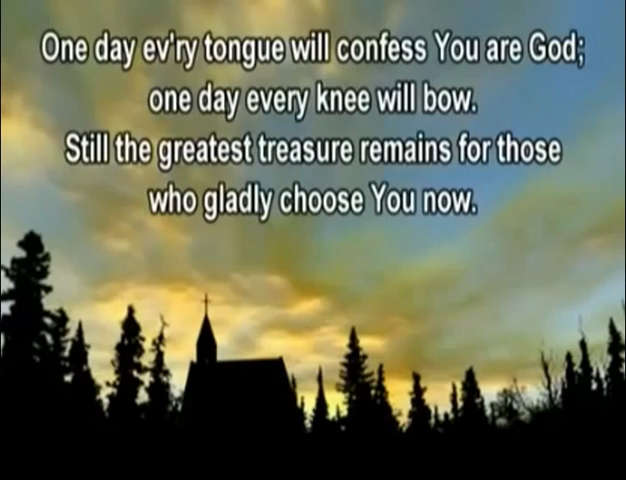 One day ev'ry tongue will confess You are God;
one day every knee will bow.
Still the greatest treasure remains for those
who gladly choose You now.